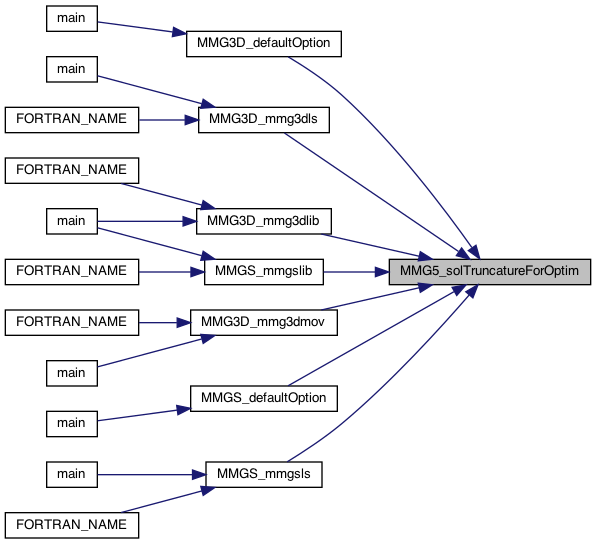 main
MMG3D_defaultOption
main
MMG3D_mmg3dls
FORTRAN_NAME
FORTRAN_NAME
MMG3D_mmg3dlib
main
MMGS_mmgslib
MMG5_solTruncatureForOptim
FORTRAN_NAME
FORTRAN_NAME
MMG3D_mmg3dmov
main
MMGS_defaultOption
main
main
MMGS_mmgsls
FORTRAN_NAME